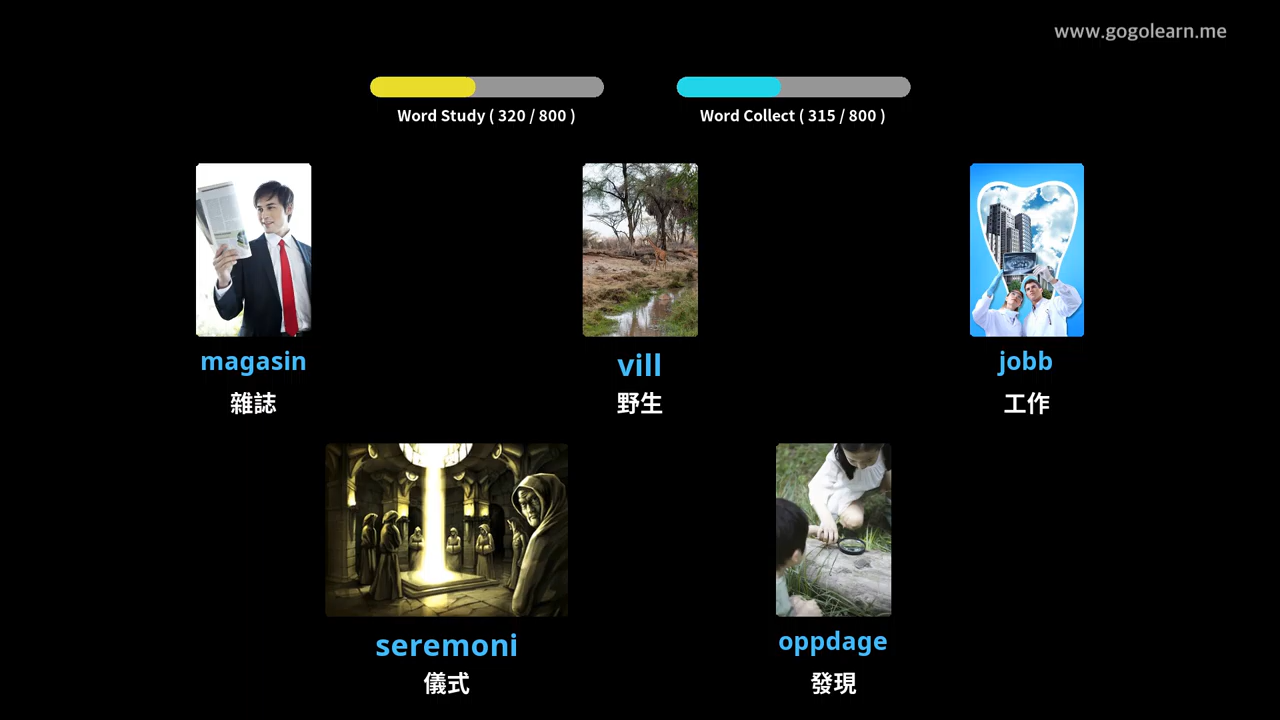 www.gogolearn.me
Word Study ( 320 / 800 )
Word Collect ( 315 / 800 )
magasin
雜誌
vill
野生
jobb
工作
seremoni
儀式
oppdage
發現